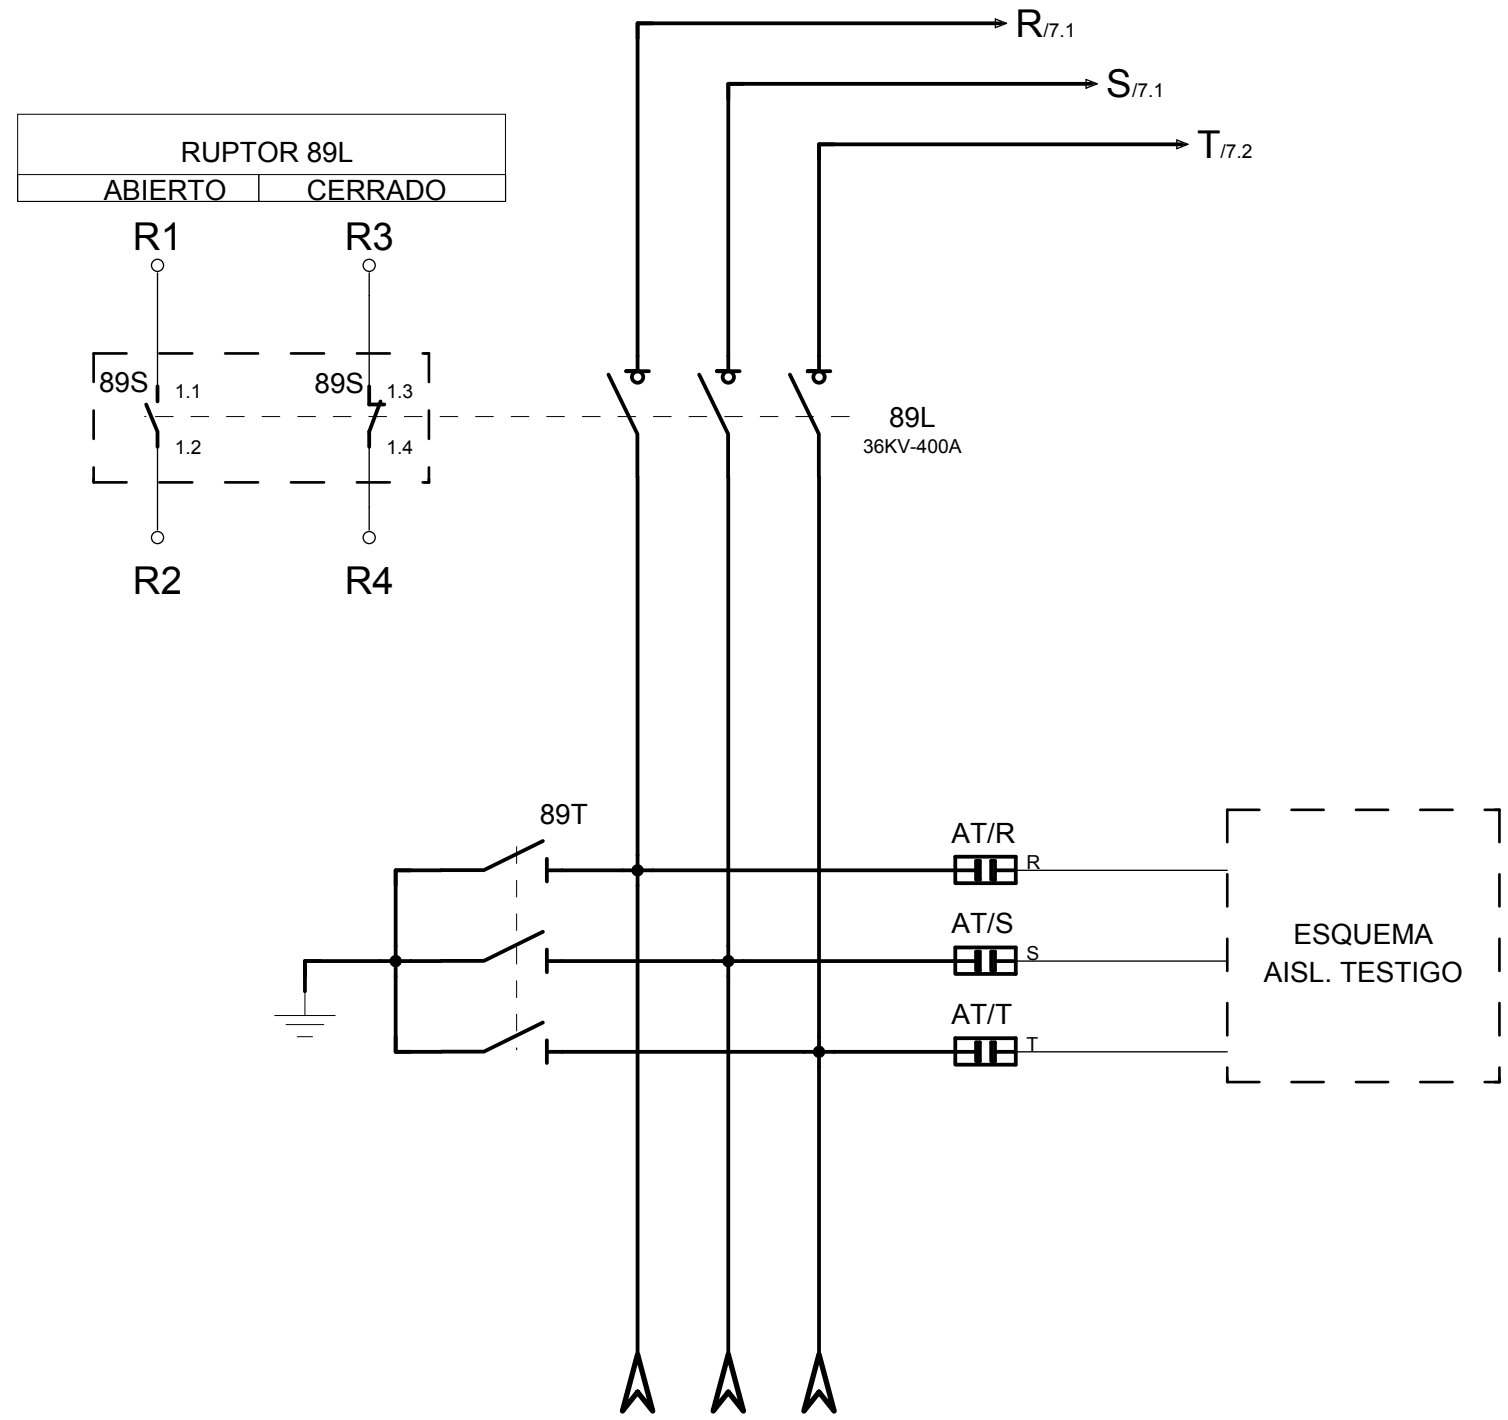 R/7.1
S/7.1
T/7.2
RUPTOR 89L
ABIERTO CERRADO
R1 R3
89S 1.1 89S 1.3
1.2 1.4
R2 R4
89L
36KV-400A
89T
AT/R
R
AT/S
S
AT/T
T
ESQUEMA
AISL. TESTIGO